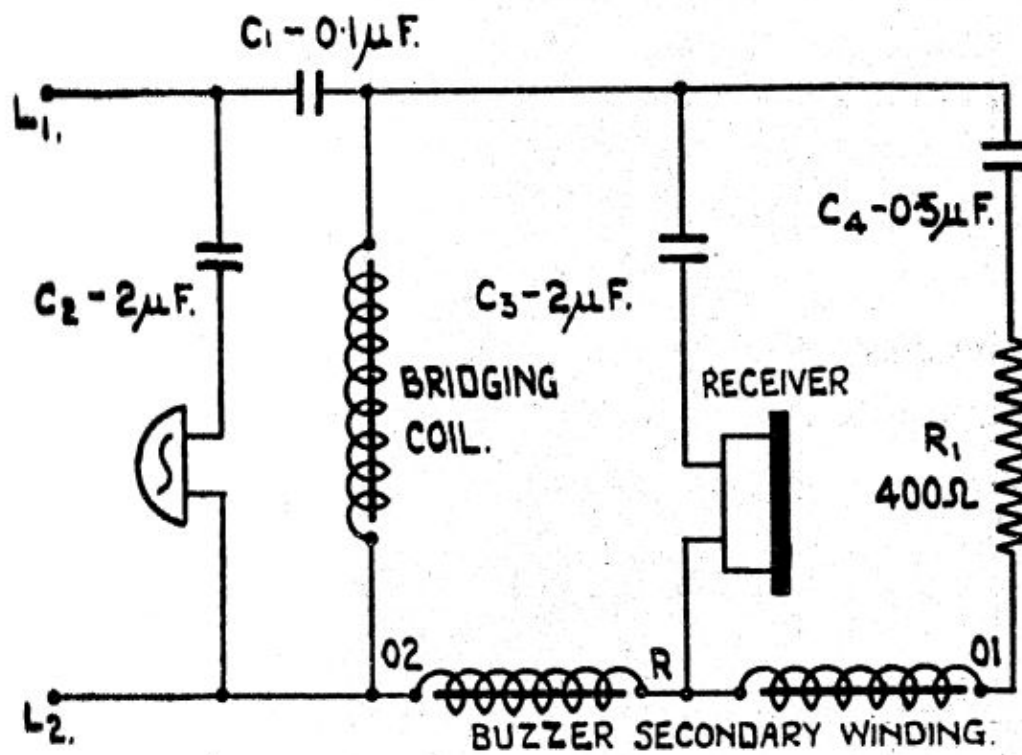 C₁ - 0·1μF.
L₁.
C₄ - 0·5μF.
C₂ - 2μF.
C₃ - 2μF.
BRIDGING
COIL.
RECEIVER
R₁
400Ω
02
R
01
L₂.
BUZZER SECONDARY WINDING.